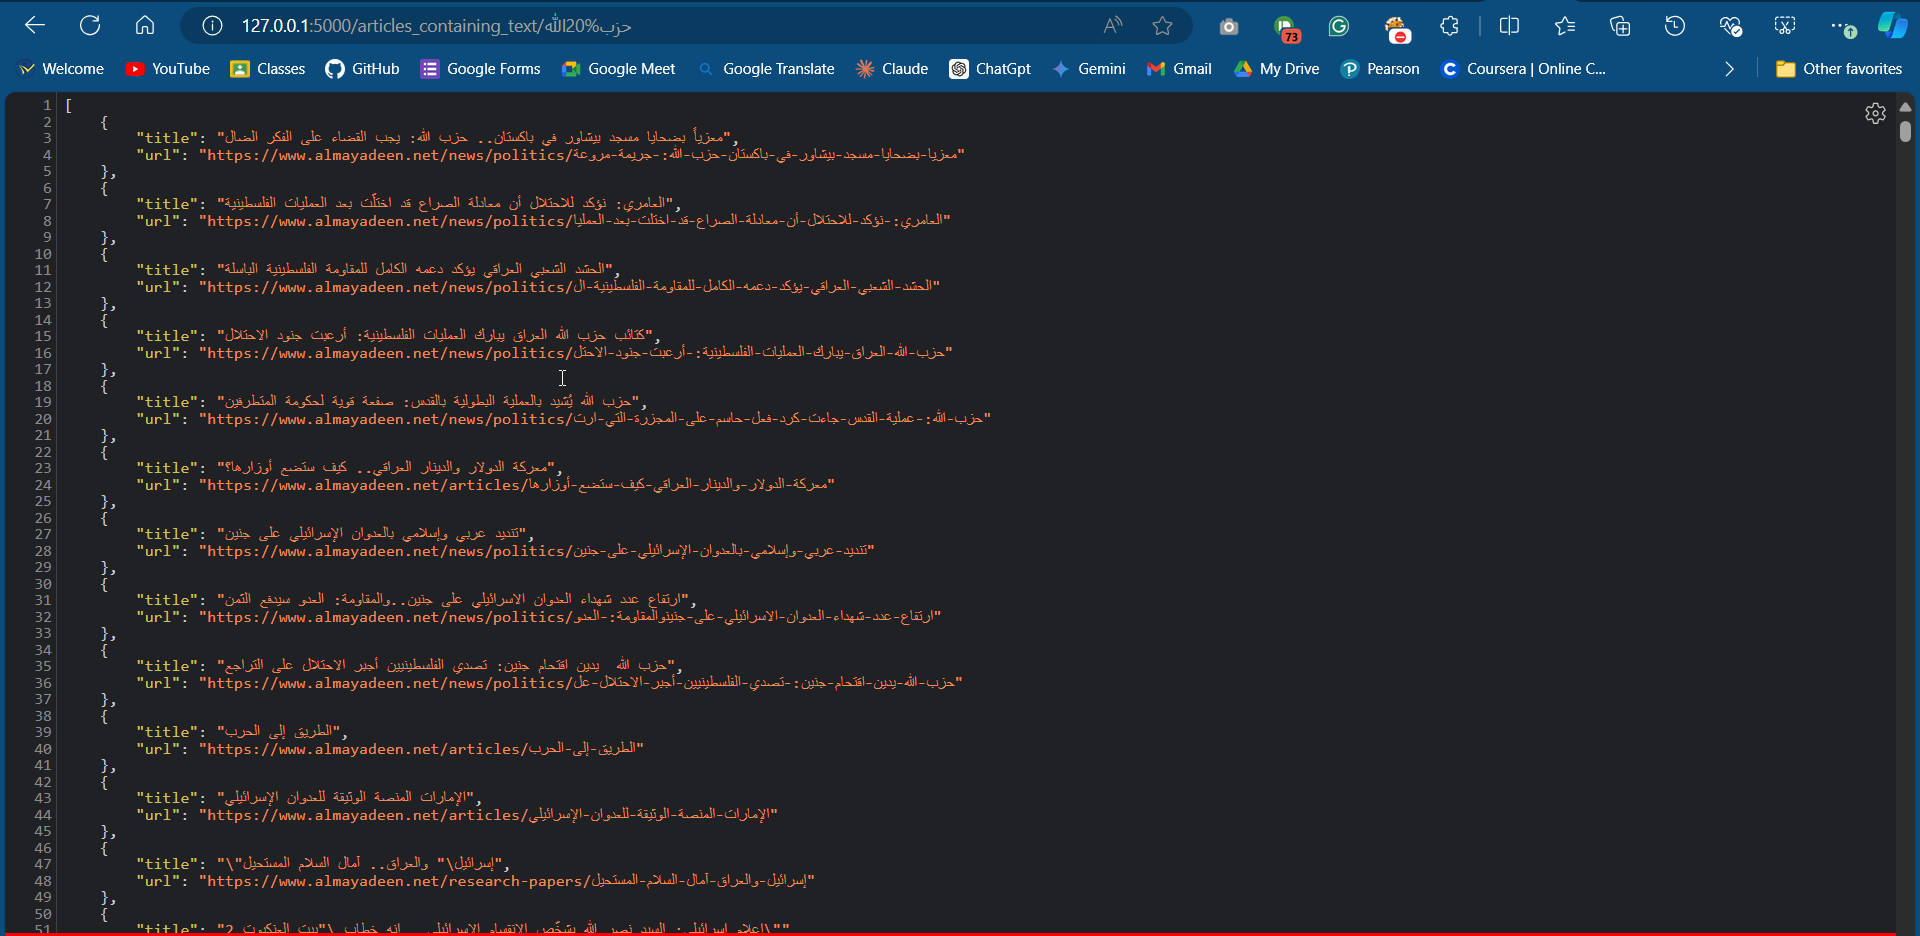 127.0.0.1:5000/articles_containing_text/حزب%20الله
73
Welcome YouTube Classes GitHub Google Forms Google Meet Google Translate Claude ChatGpt Gemini Gmail My Drive Pearson Coursera | Online C... Other favorites
1 [
2 {
3 "title": "معزياً بضحايا مسجد بيشاور في باكستان.. حزب الله: يجب القضاء على الفكر الضال",
4 "url": "https://www.almayadeen.net/news/politics/معزيا-بضحايا-مسجد-بيشاور-في-باكستان-حزب-الله:-جريمة-مروعة"
5 },
6 {
7 "title": "العامري: نؤكد للاحتلال أن معادلة الصراع قد اختلّت بعد العمليات الفلسطينية",
8 "url": "https://www.almayadeen.net/news/politics/العامري:-نؤكد-للاحتلال-أن-معادلة-الصراع-قد-اختلت-بعد-العمليا"
9 },
10 {
11 "title": "الحشد الشعبي العراقي يؤكد دعمه الكامل للمقاومة الفلسطينية الباسلة",
12 "url": "https://www.almayadeen.net/news/politics/الحشد-الشعبي-العراقي-يؤكد-دعمه-الكامل-للمقاومة-الفلسطينية-ال"
13 },
14 {
15 "title": "كتائب حزب الله العراق يبارك العمليات الفلسطينية: أرعبت جنود الاحتلال",
16 "url": "https://www.almayadeen.net/news/politics/حزب-الله-العراق-يبارك-العمليات-الفلسطينية:-أرعبت-جنود-الاحتل"
17 },
18 {
19 "title": "حزب الله يُشيد بالعملية البطولية بالقدس: صفعة قوية لحكومة المتطرفين",
20 "url": "https://www.almayadeen.net/news/politics/حزب-الله:-عملية-القدس-جاءت-كرد-فعل-حاسم-على-المجزرة-التي-ارت"
21 },
22 {
23 "title": "معركة الدولار والدينار العراقي.. كيف ستضع أوزارها؟",
24 "url": "https://www.almayadeen.net/articles/معركة-الدولار-والدينار-العراقي-كيف-ستضع-أوزارها"
25 },
26 {
27 "title": "تنديد عربي وإسلامي بالعدوان الإسرائيلي على جنين",
28 "url": "https://www.almayadeen.net/news/politics/تنديد-عربي-وإسلامي-بالعدوان-الإسرائيلي-على-جنين"
29 },
30 {
31 "title": "ارتفاع عدد شهداء العدوان الاسرائيلي على جنين..والمقاومة: العدو سيدفع الثمن",
32 "url": "https://www.almayadeen.net/news/politics/ارتفاع-عدد-شهداء-العدوان-الاسرائيلي-على-جنينوالمقاومة:-العدو"
33 },
34 {
35 "title": "حزب الله  يدين اقتحام جنين: تصدي الفلسطينيين أجبر الاحتلال على التراجع",
36 "url": "https://www.almayadeen.net/news/politics/حزب-الله-يدين-اقتحام-جنين:-تصدي-الفلسطينيين-أجبر-الاحتلال-عل"
37 },
38 {
39 "title": "الطريق إلى الحرب",
40 "url": "https://www.almayadeen.net/articles/الطريق-إلى-الحرب"
41 },
42 {
43 "title": "الإمارات المنصة الوثيقة للعدوان الإسرائيلي",
44 "url": "https://www.almayadeen.net/articles/الإمارات-المنصة-الوثيقة-للعدوان-الإسرائيلي"
45 },
46 {
47 "title": "\"إسرائيل\" والعراق.. آمال السلام المستحيل",
48 "url": "https://www.almayadeen.net/research-papers/إسرائيل-والعراق-آمال-السلام-المستحيل"
49 },
50 {
51 "title": "إعلام إسرائيلي: السيد نصر الله يشخّص الانقسام الإسرائيلي.. إنه خطاب \"بيت العنكبوت 2\""